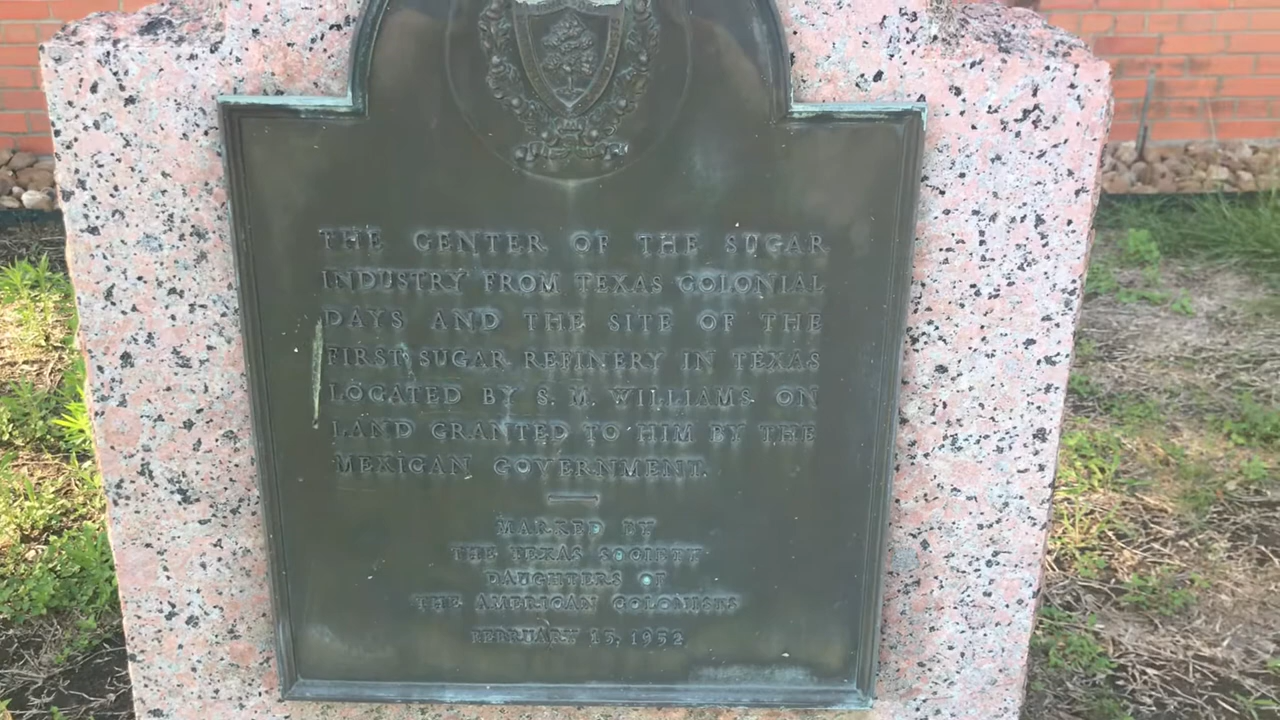 THE CENTER OF THE SUGAR
INDUSTRY FROM TEXAS COLONIAL
DAYS AND THE SITE OF THE
FIRST SUGAR REFINERY IN TEXAS
LOCATED BY S. M. WILLIAMS ON
LAND GRANTED TO HIM BY THE
MEXICAN GOVERNMENT.
MARKED BY
THE TEXAS SOCIETY
DAUGHTERS OF
THE AMERICAN COLONISTS
FEBRUARY 15, 1952